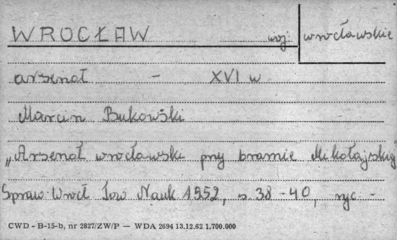 WROCŁAW woj. wrocławskie
arsenał - XVI w
Marcin Bukowski
„Arsenał wrocławski przy bramie Mikołajskiej"
Spraw. Wrocł. Tow. Nauk 1952, s. 38-40, ryc -
CWD - B-15-b, nr 2827/ZW/P — WDA 2694 13.12.62 1.700.000